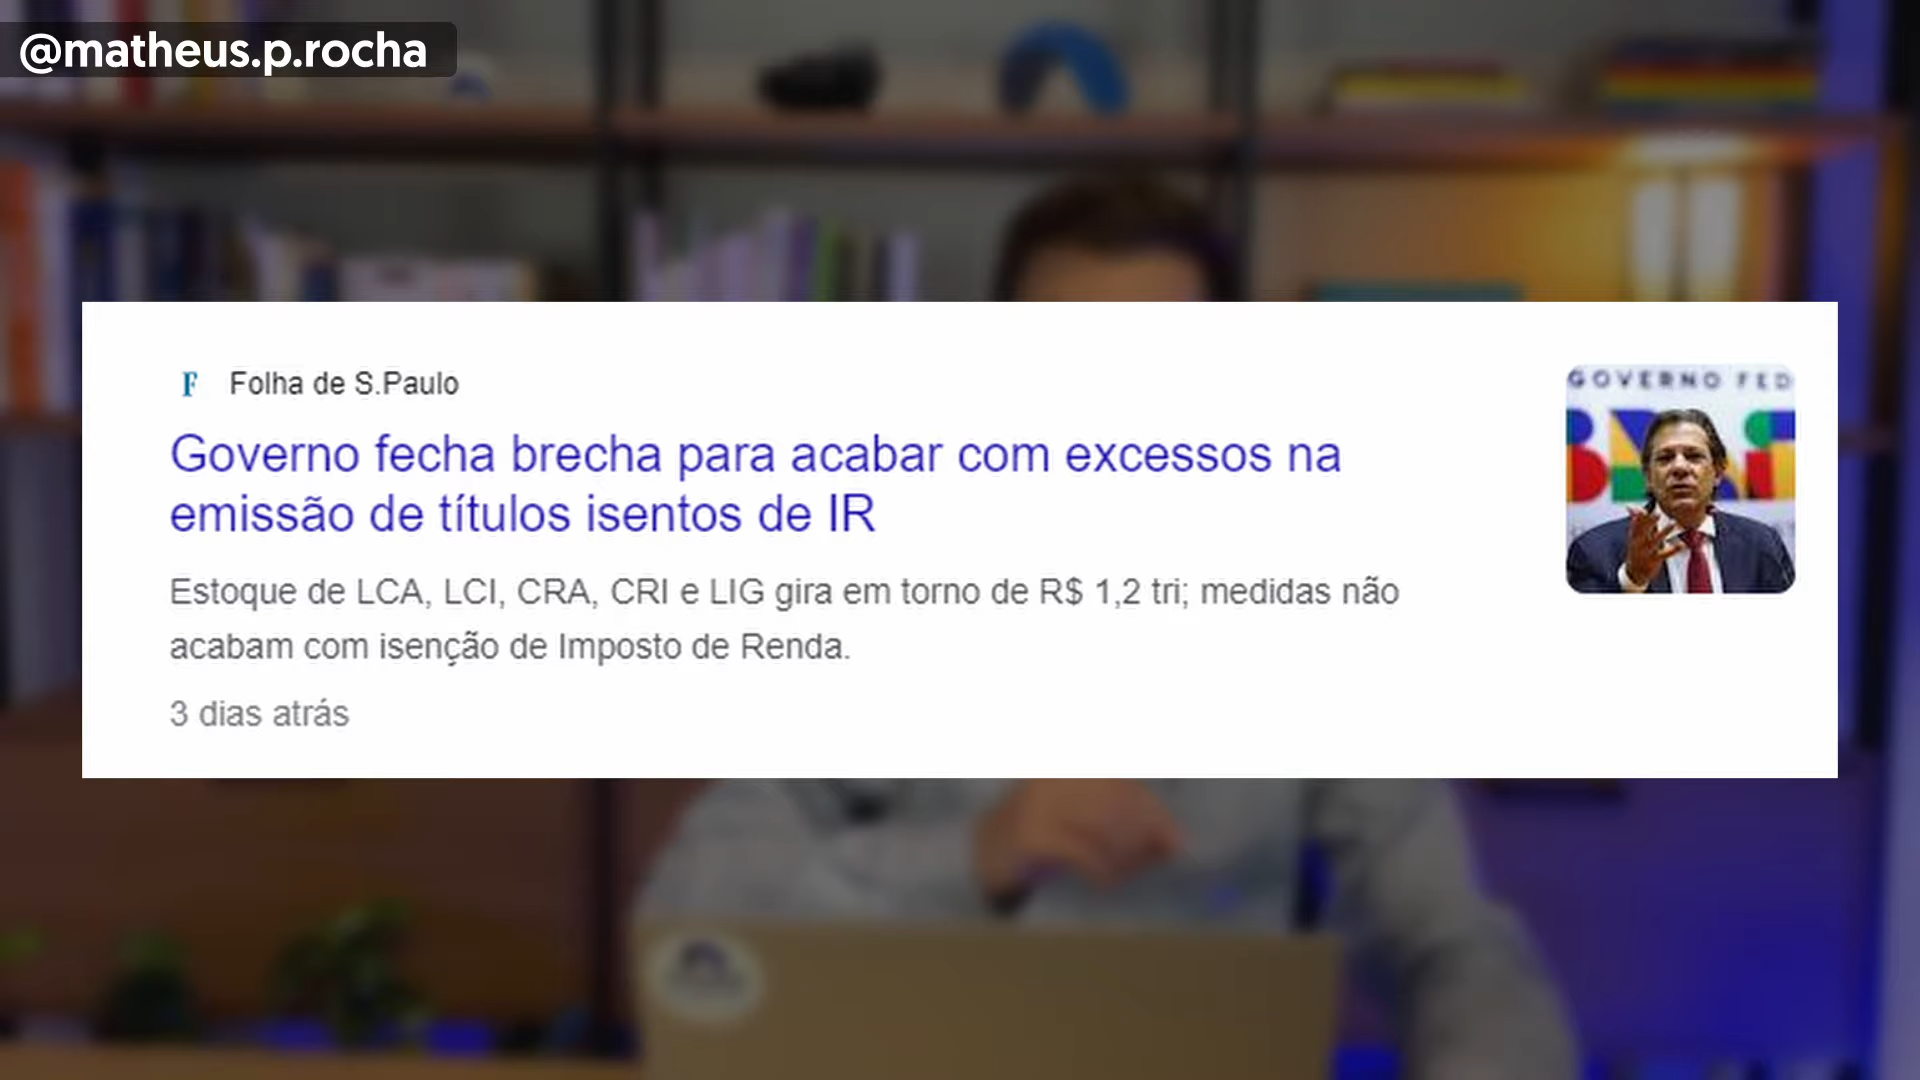 @matheus.p.rocha
F Folha de S.Paulo
GOVERNO FED
Governo fecha brecha para acabar com excessos na
emissão de títulos isentos de IR
Estoque de LCA, LCI, CRA, CRI e LIG gira em torno de R$ 1,2 tri; medidas não
acabam com isenção de Imposto de Renda.
3 dias atrás